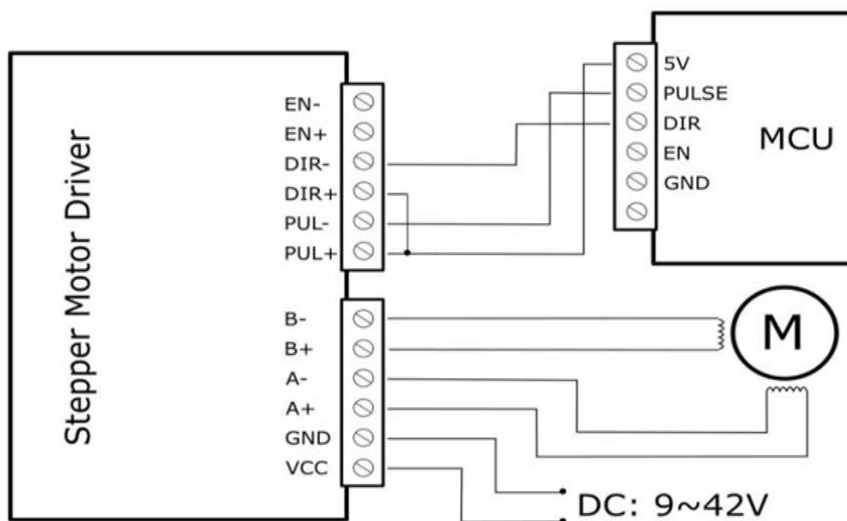 Stepper Motor Driver
EN-
EN+
DIR-
DIR+
PUL-
PUL+
B-
B+
A-
A+
GND
VCC
5V
PULSE
DIR
EN
GND
MCU
M
DC: 9~42V